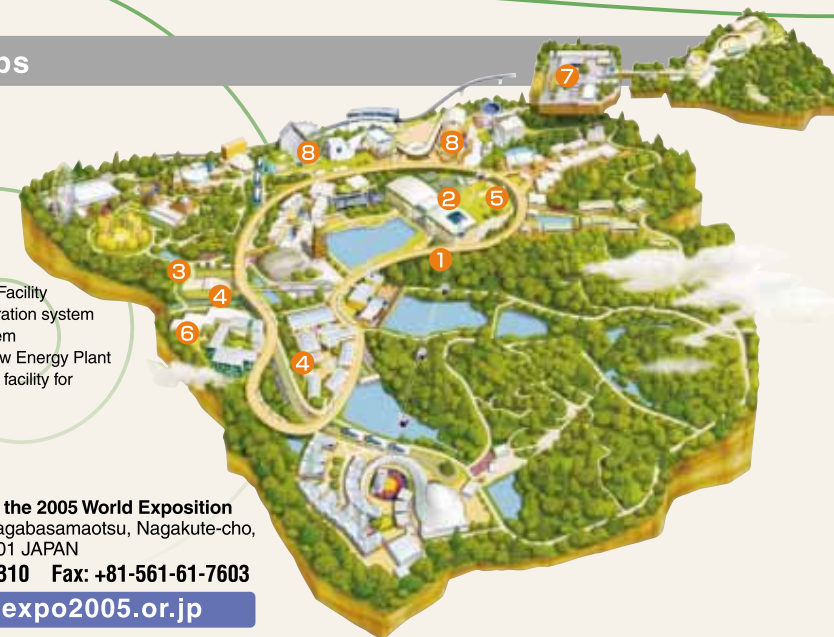 ps
7
8
8
2
5
1
3
4
6
4
Facility
ration system
em
w Energy Plant
facility for
the 2005 World Exposition
agabasamaotsu, Nagakute-cho,
01 JAPAN
310 Fax: +81-561-61-7603
expo2005.or.jp